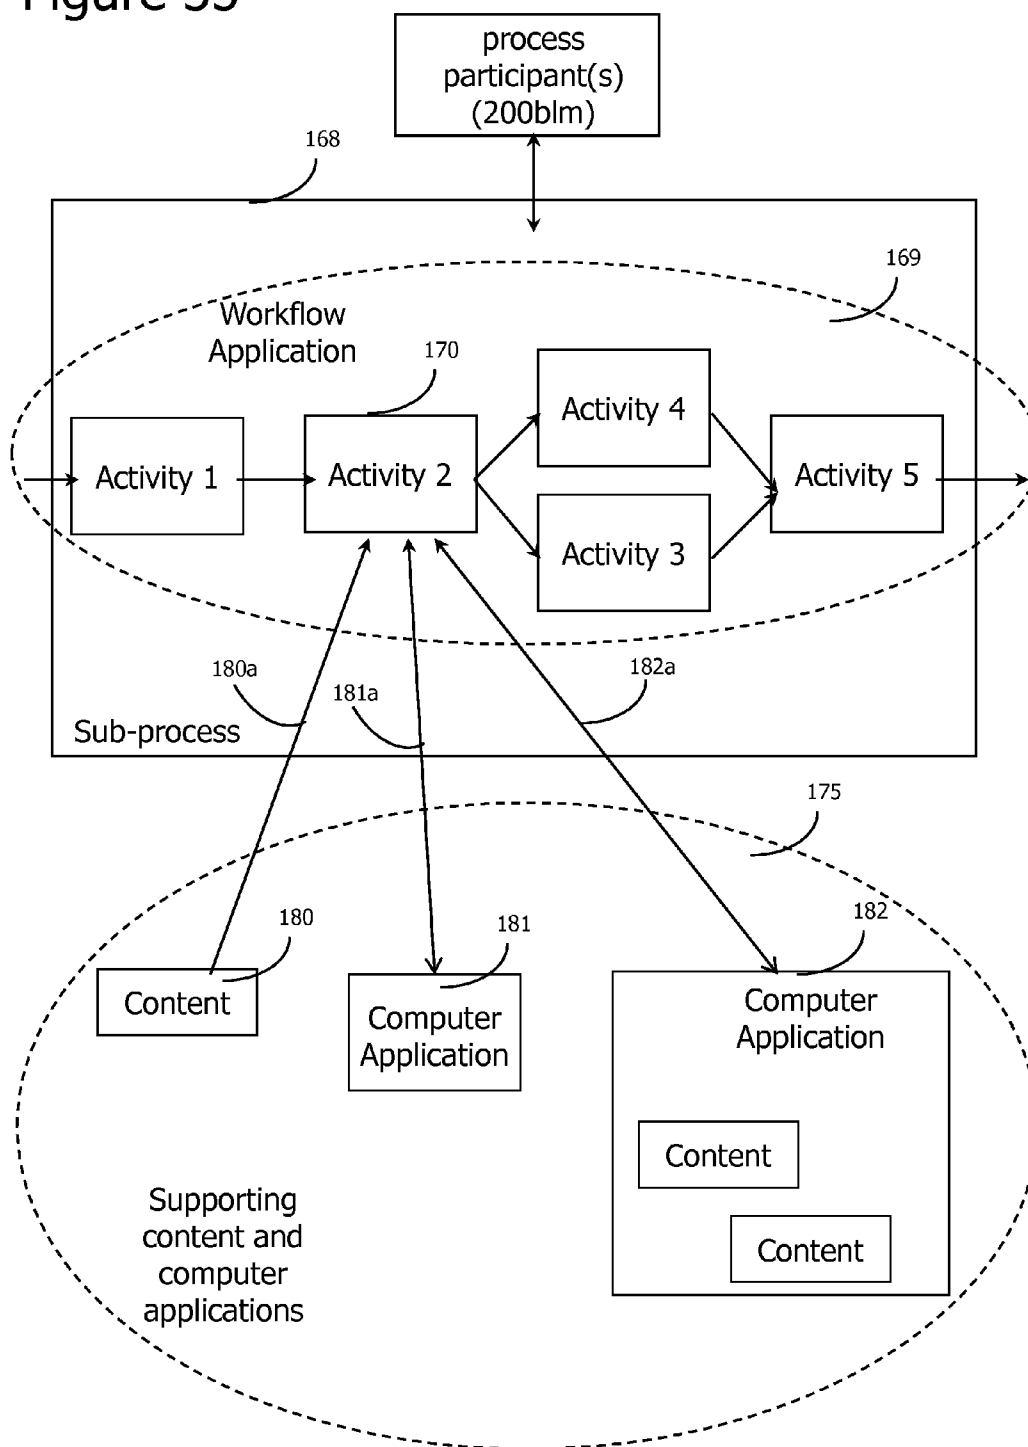 process
participant(s)
(200blm)
168
169
Workflow
Application
170
Activity 4
Activity 1
Activity 2
Activity 5
Activity 3
180a
181a
182a
Sub-process
175
180
181
182
Content
Computer
Application
Computer
Application
Content
Content
Supporting
content and
computer
applications